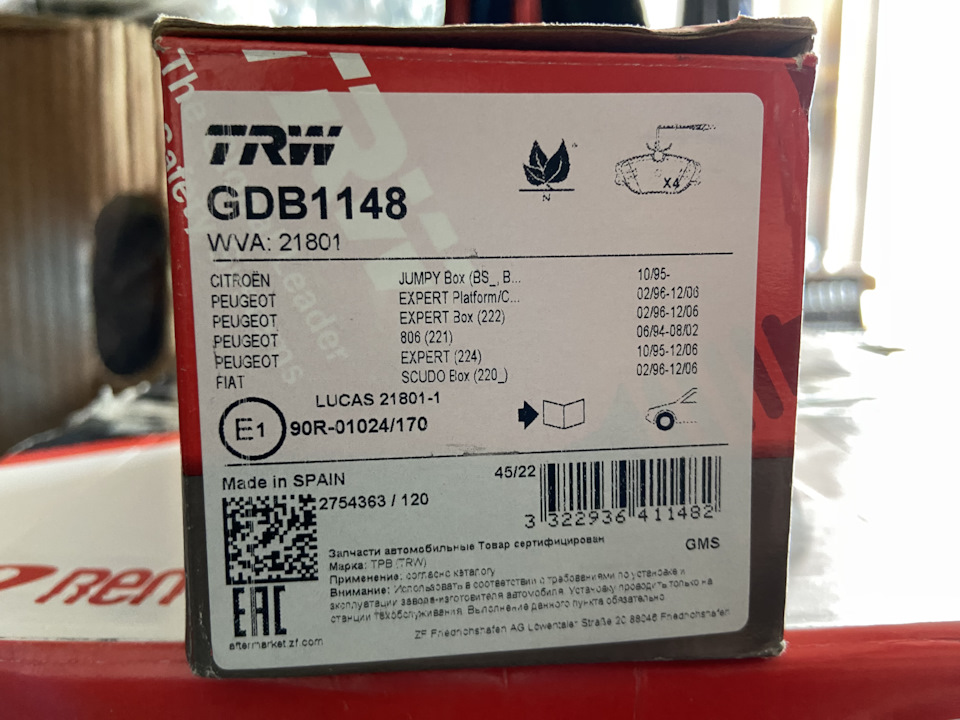 TRW
GDB1148
WVA: 21801
N
X4
CITROËN JUMPY Box (BS_, B... 10/95-
PEUGEOT EXPERT Platform/C... 02/96-12/06
PEUGEOT EXPERT Box (222) 02/96-12/06
PEUGEOT 806 (221) 06/94-08/02
PEUGEOT EXPERT (224) 10/95-12/06
FIAT SCUDO Box (220_) 02/96-12/06
LUCAS 21801-1
E1 90R-01024/170
Made in SPAIN 45/22
2754363 / 120
3 322936 411482
GMS
Запчасти автомобильные Товар сертифицирован
Марка: ТРВ (TRW)
Применение: согласно каталогу
Внимание: Использовать в соответствии с требованиями по установке и
эксплуатации завода-изготовителя автомобиля. Установку проводить только на
станции техобслуживания. Выполнение данного пункта обязательно.
ZF Friedrichshafen AG Löwentaler Straße 20 88046 Friedrichshafen
EAC
aftermarket.zf.com